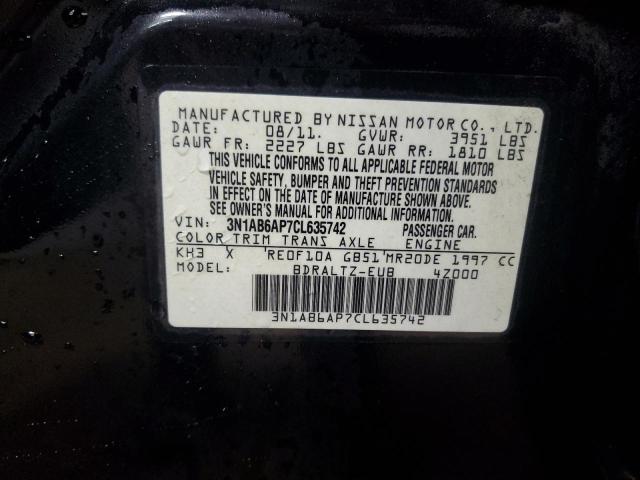 MANUFACTURED BY NISSAN MOTOR CO., LTD.
DATE: 08/11. GVWR: 3951 LBS
GAWR FR: 2227 LBS GAWR RR: 1810 LBS
THIS VEHICLE CONFORMS TO ALL APPLICABLE FEDERAL MOTOR
VEHICLE SAFETY, BUMPER AND THEFT PREVENTION STANDARDS
IN EFFECT ON THE DATE OF MANUFACTURE SHOWN ABOVE.
SEE OWNER'S MANUAL FOR ADDITIONAL INFORMATION.
VIN: 3N1AB6AP7CL635742 PASSENGER CAR.
COLOR TRIM TRANS AXLE ENGINE
KH3 X 'RE0F10A GB51'MR20DE 1997 CC
MODEL: BDRALTZ-EUB 4Z000
3N1AB6AP7CL635742